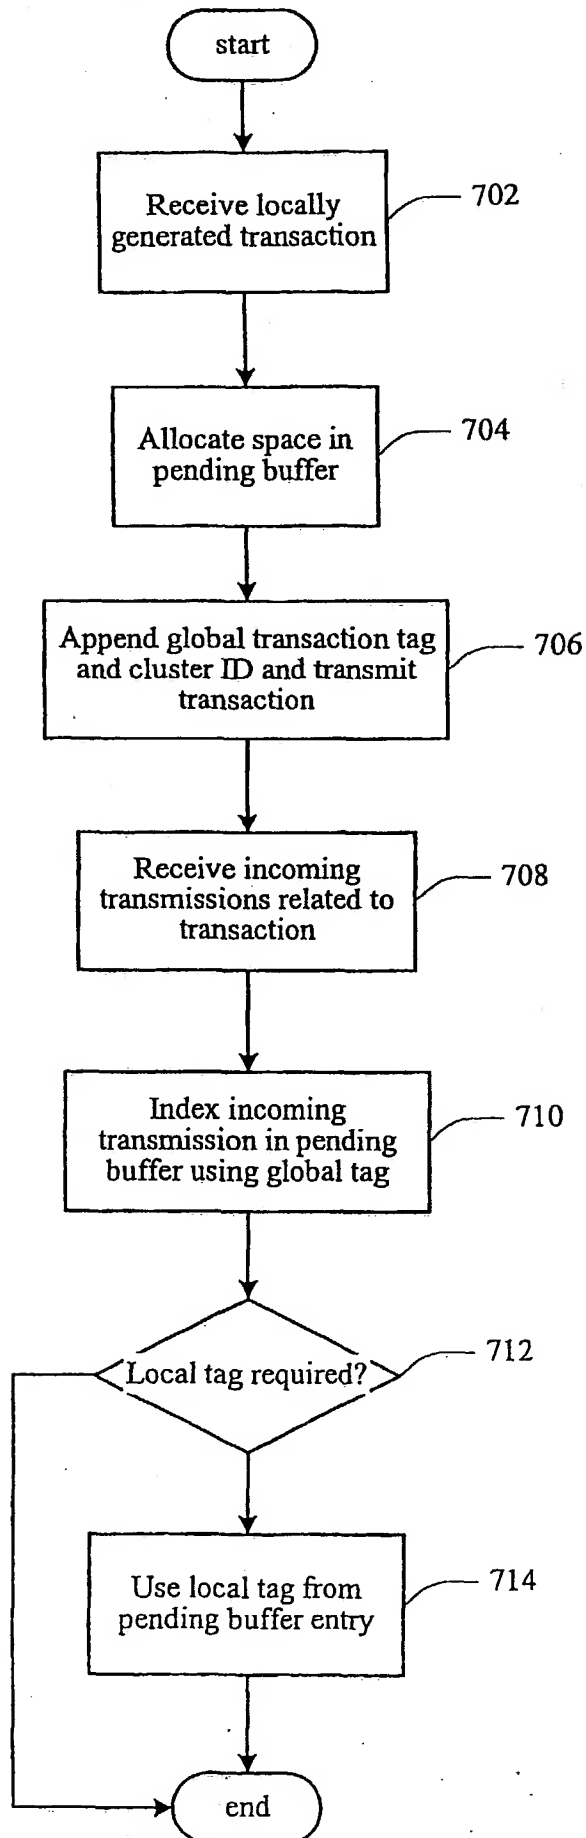 start
Receive locally
generated transaction
702
Allocate space in
pending buffer
704
Append global transaction tag
and cluster ID and transmit
transaction
706
Receive incoming
transmissions related to
transaction
708
Index incoming
transmission in pending
buffer using global tag
710
Local tag required?
712
Use local tag from
pending buffer entry
714
end